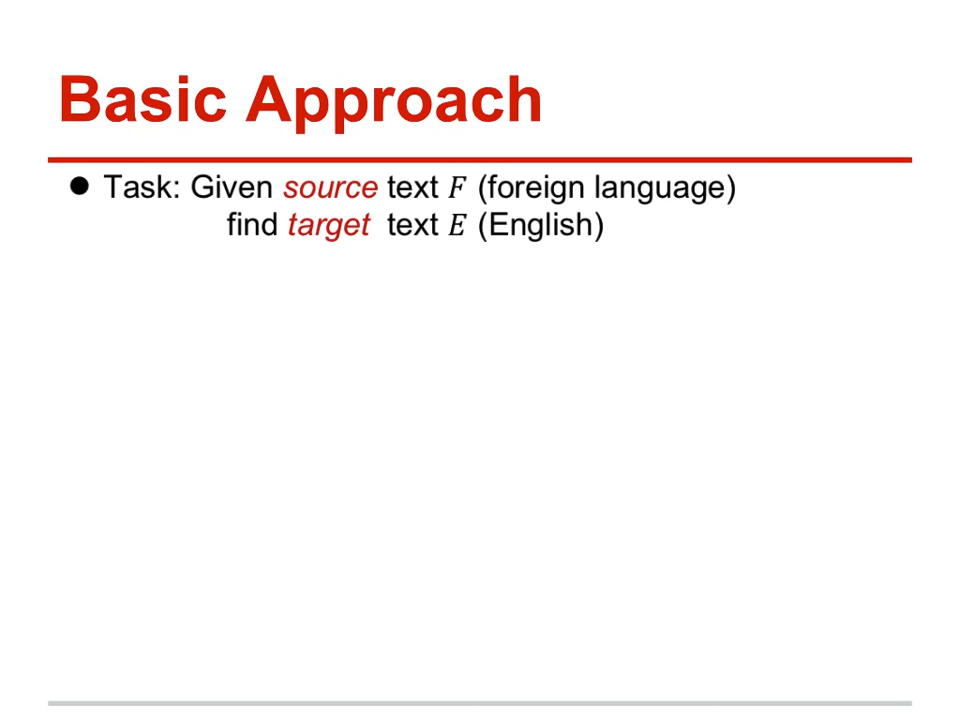 Basic Approach
● Task: Given source text F (foreign language)
find target text E (English)